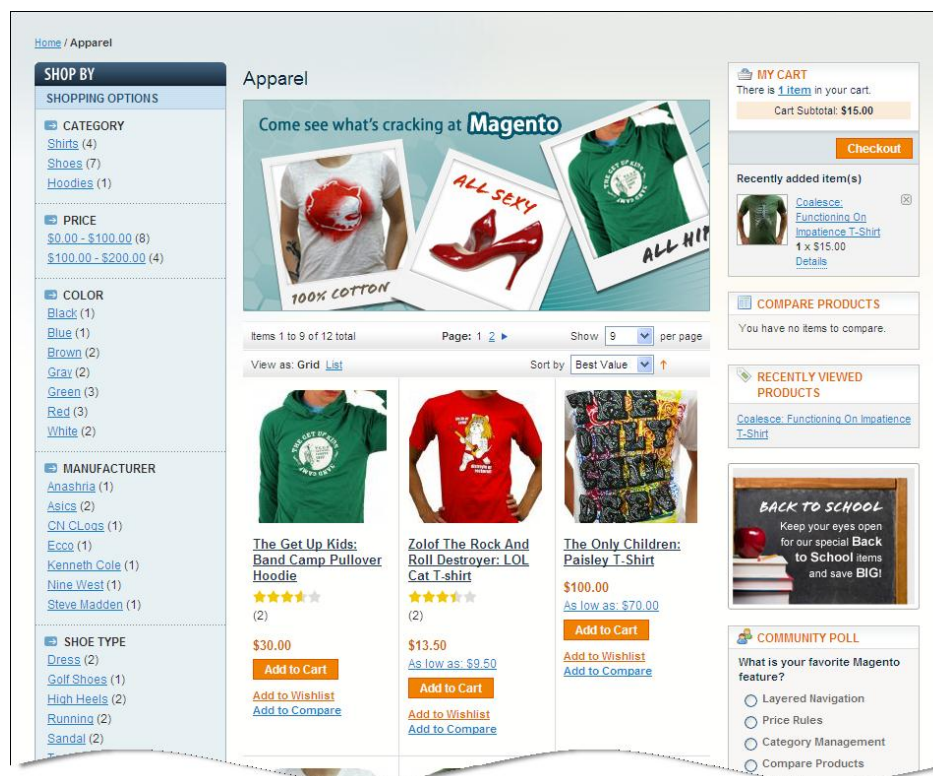 Home / Apparel
SHOP BY
SHOPPING OPTIONS
CATEGORY
Shirts (4)
Shoes (7)
Hoodies (1)
PRICE
$0.00 - $100.00 (8)
$100.00 - $200.00 (4)
COLOR
Black (1)
Blue (1)
Brown (2)
Gray (2)
Green (3)
Red (3)
White (2)
MANUFACTURER
Anashria (1)
Asics (2)
CN CLogs (1)
Ecco (1)
Kenneth Cole (1)
Nine West (1)
Steve Madden (1)
SHOE TYPE
Dress (2)
Golf Shoes (1)
High Heels (2)
Running (2)
Sandal (2)
Apparel
Come see what's cracking at Magento
100% COTTON
ALL SEXY
THE GET UP KIDS
BAND CAMP
ALL HIP
Items 1 to 9 of 12 total
Page: 1 2
Show 9 per page
View as: Grid List
Sort by Best Value
THE GET UP KIDS
BAND CAMP
The Get Up Kids:
Band Camp Pullover
Hoodie
(2)
$30.00
Add to Cart
Add to Wishlist
Add to Compare
Zolof The Rock And
Roll Destroyer: LOL
Cat T-shirt
(2)
$13.50
As low as: $9.50
Add to Cart
Add to Wishlist
Add to Compare
The Only Children:
Paisley T-Shirt
$100.00
As low as: $70.00
Add to Cart
Add to Wishlist
Add to Compare
MY CART
There is 1 item in your cart.
Cart Subtotal: $15.00
Checkout
Recently added item(s)
Coalesce:
Functioning On
Impatience T-Shirt
1 x $15.00
Details
COMPARE PRODUCTS
You have no items to compare.
RECENTLY VIEWED
PRODUCTS
Coalesce: Functioning On Impatience
T-Shirt
BACK TO SCHOOL
Keep your eyes open
for our special Back
to School items
and save BIG!
COMMUNITY POLL
What is your favorite Magento
feature?
Layered Navigation
Price Rules
Category Management
Compare Products